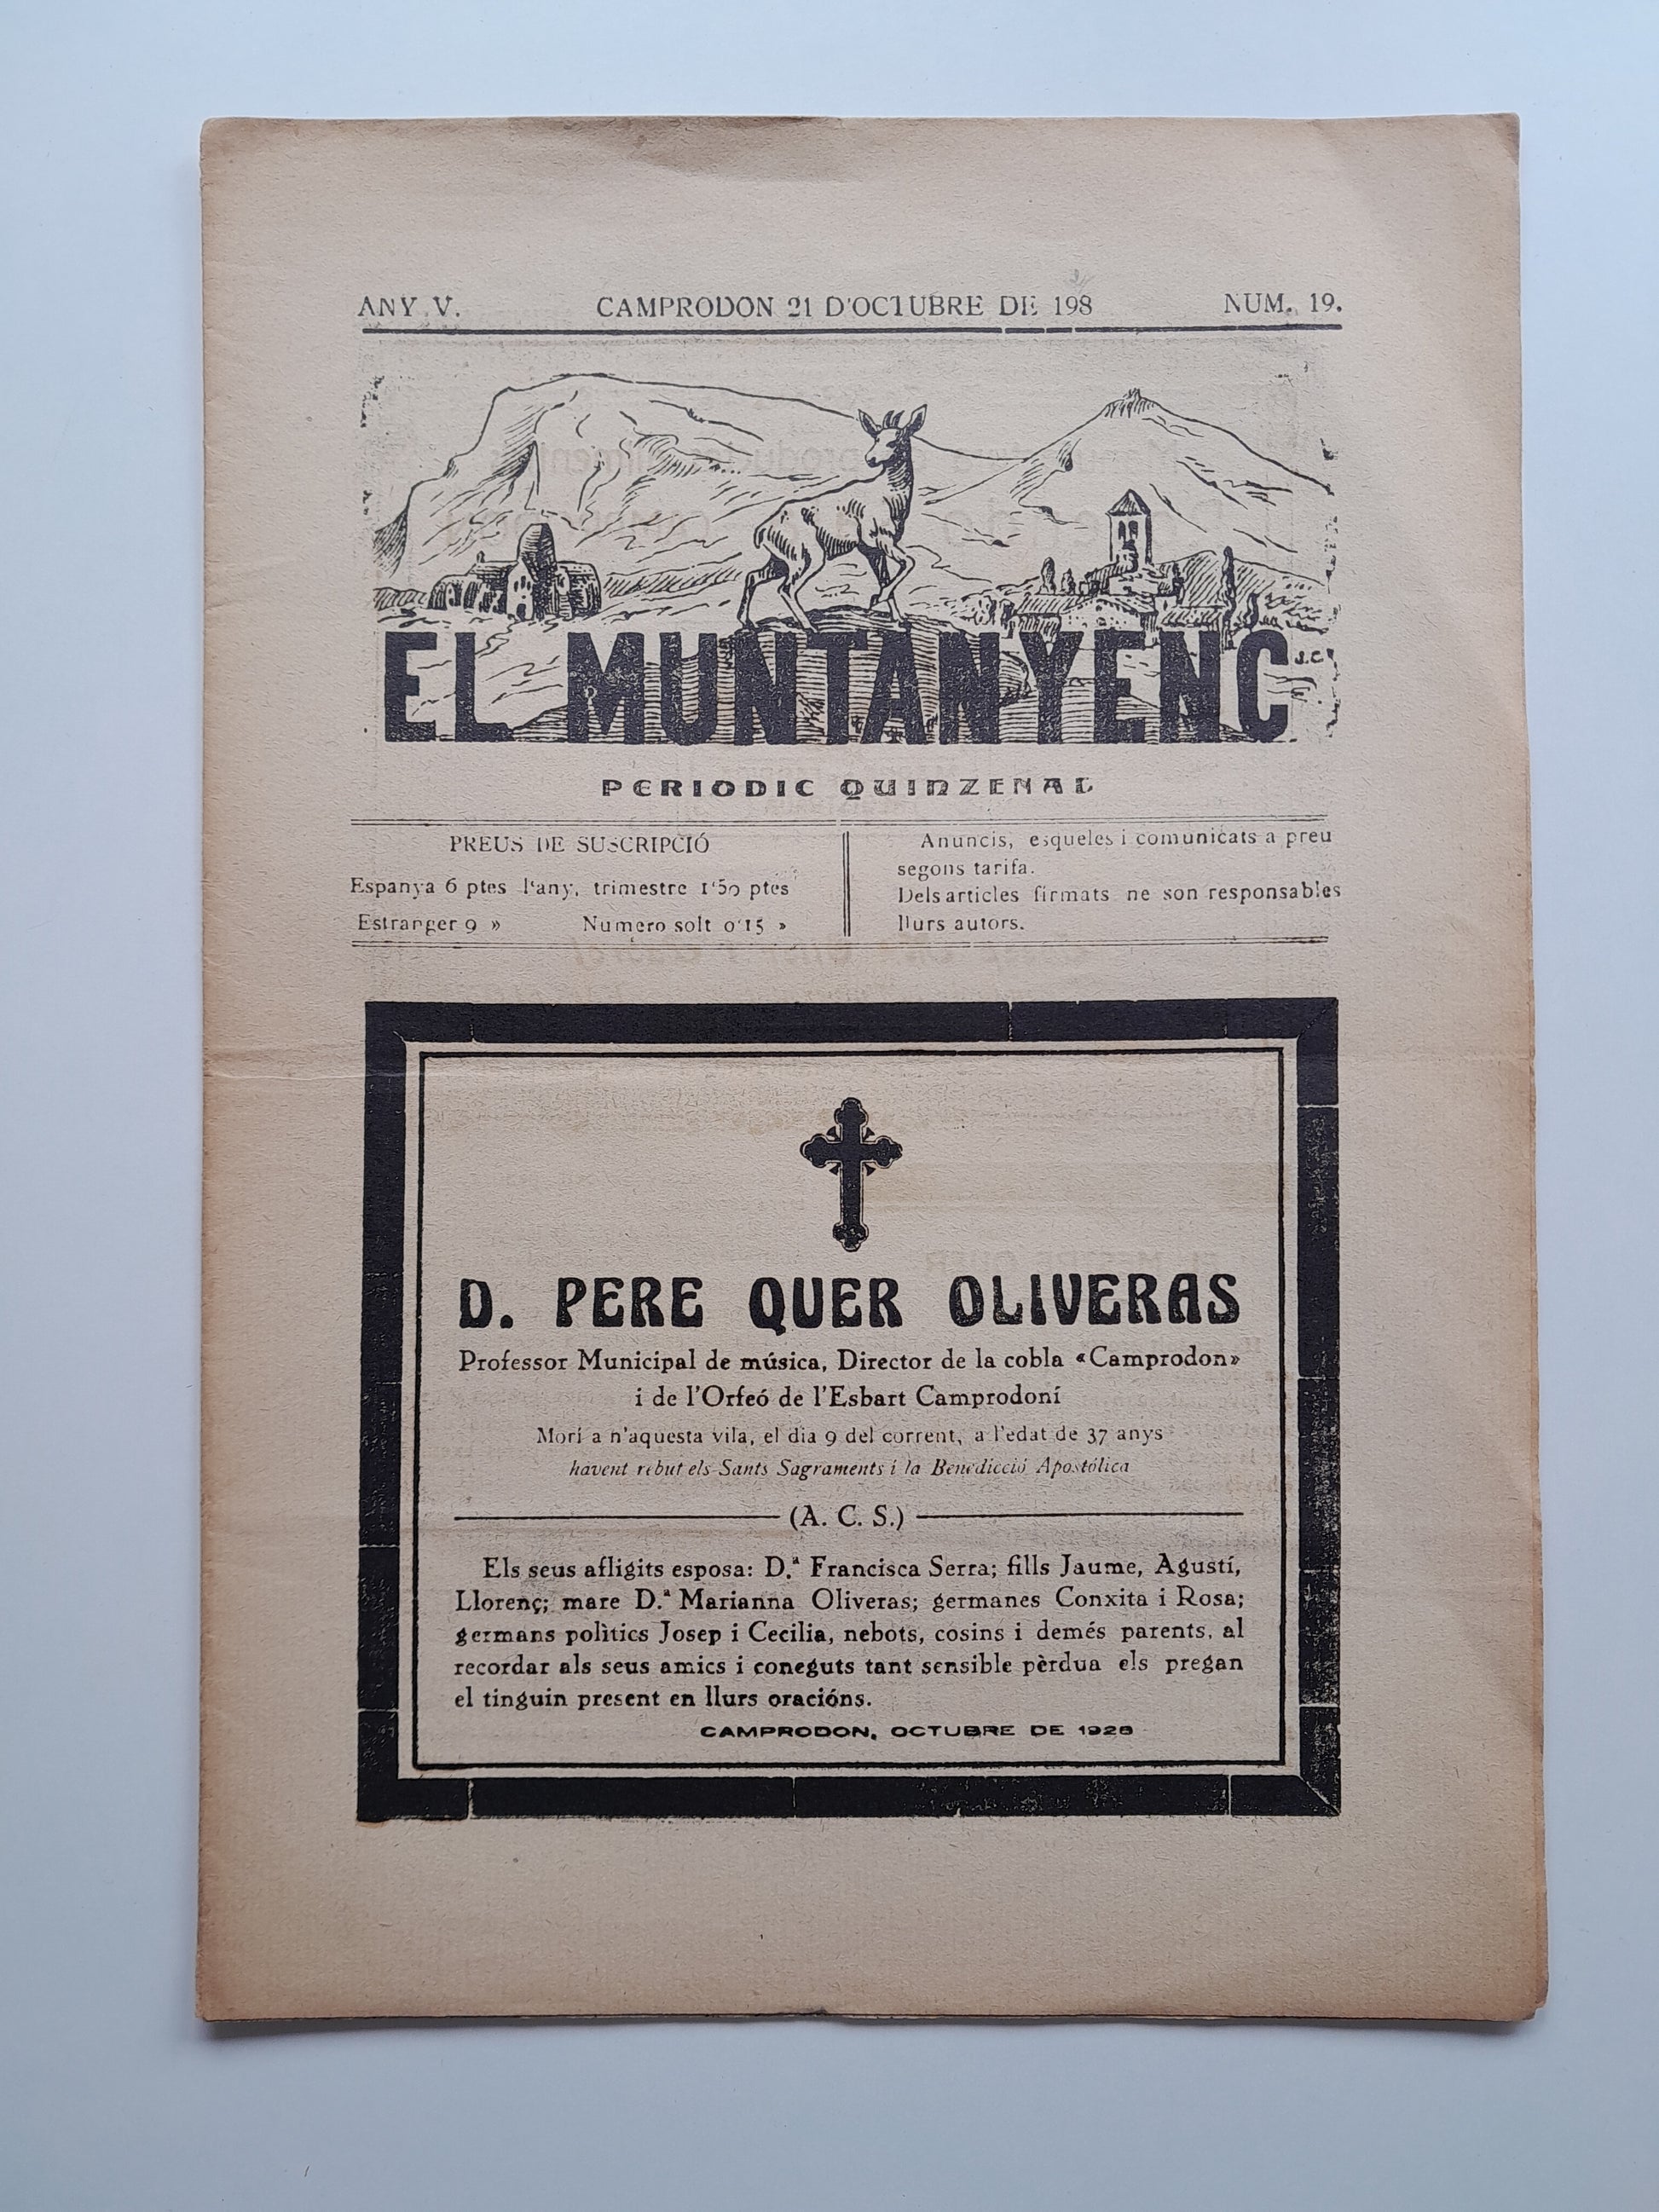 ANY V. CAMPRODON 21 D'OCTUBRE DE 198 NUM. 19.
EL MUNTANYENC
J.C.
PERIODIC QUINZENAL
PREUS DE SUSCRIPCIÓ
Espanya 6 ptes l'any, trimestre 1'50 ptes
Estranger 9 » Numero solt 0'15 »
Anuncis, esqueles i comunicats a preu
segons tarifa.
Dels articles firmats ne son responsables
llurs autors.
D. PERE QUER OLIVERAS
Professor Municipal de música, Director de la cobla «Camprodon»
i de l'Orfeó de l'Esbart Camprodoní
Morí a n'aquesta vila, el dia 9 del corrent, a l'edat de 37 anys
havent rebut els Sants Sagraments i la Benedicció Apostólica
(A. C. S.)
Els seus afligits esposa: D.ª Francisca Serra; fills Jaume, Agustí,
Llorenç; mare D.ª Marianna Oliveras; germanes Conxita i Rosa;
germans polìtics Josep i Cecilia, nebots, cosins i demés parents, al
recordar als seus amics i coneguts tant sensible pèrdua els pregan
el tinguin present en llurs oracións.
CAMPRODON, OCTUBRE DE 1928